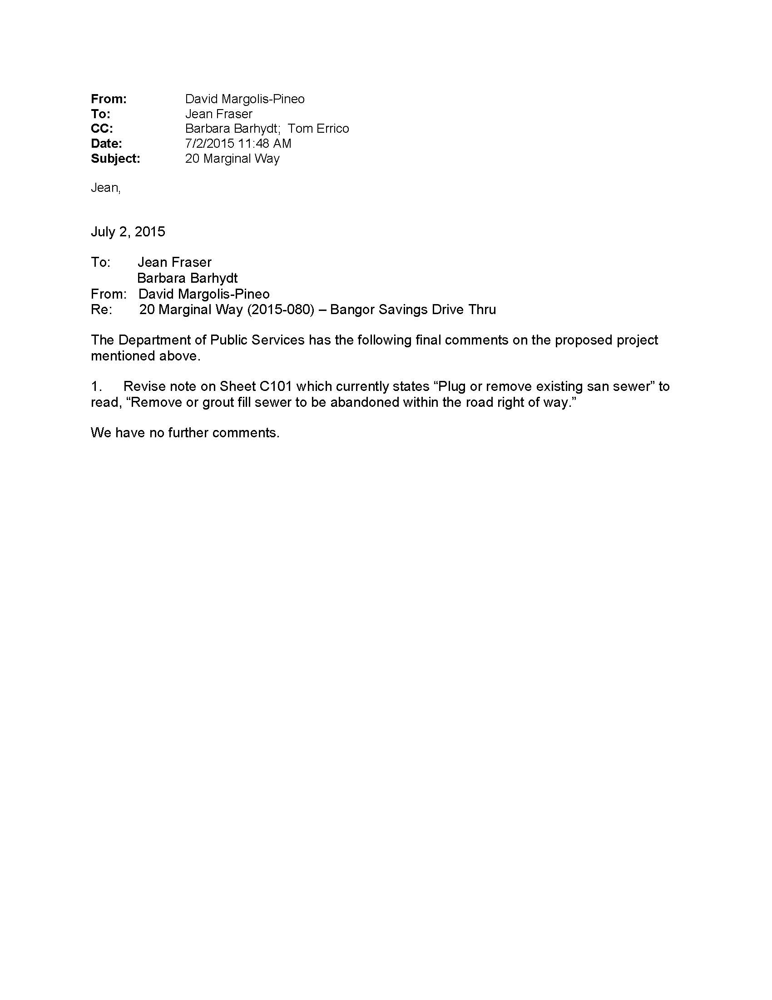 From: David Margolis-Pineo
To: Jean Fraser
CC: Barbara Barhydt;  Tom Errico
Date: 7/2/2015 11:48 AM
Subject: 20 Marginal Way
Jean,
July 2, 2015
To: Jean Fraser
Barbara Barhydt
From: David Margolis-Pineo
Re: 20 Marginal Way (2015-080) – Bangor Savings Drive Thru
The Department of Public Services has the following final comments on the proposed project
mentioned above.
1. Revise note on Sheet C101 which currently states “Plug or remove existing san sewer” to
read, “Remove or grout fill sewer to be abandoned within the road right of way.”
We have no further comments.